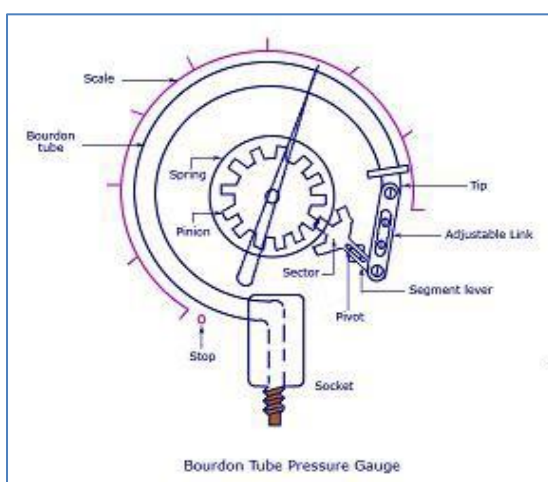 Scale
Bourdon
tube
Spring
Tip
Pinion
Adjustable Link
Sector
Segment lever
Pivot
Stop
Socket
Bourdon Tube Pressure Gauge